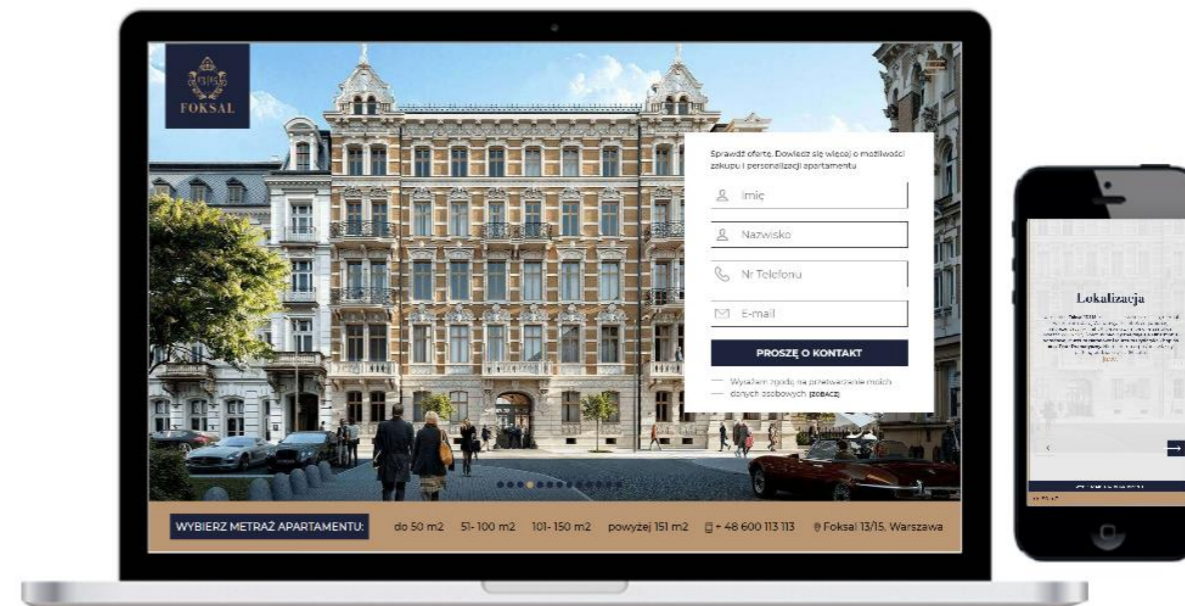 13|15
FOKSAL
Sprawdź ofertę. Dowiedz się więcej o możliwości
zakupu i personalizacji apartamentu
Imię
Nazwisko
Nr Telefonu
E-mail
PROSZĘ O KONTAKT
Wyrażam zgodę na przetwarzanie moich
danych osobowych [ZOBACZ]
WYBIERZ METRAŻ APARTAMENTU: do 50 m2 51-100 m2 101-150 m2 powyżej 151 m2 + 48 600 113 113 Foksal 13/15, Warszawa
Lokalizacja